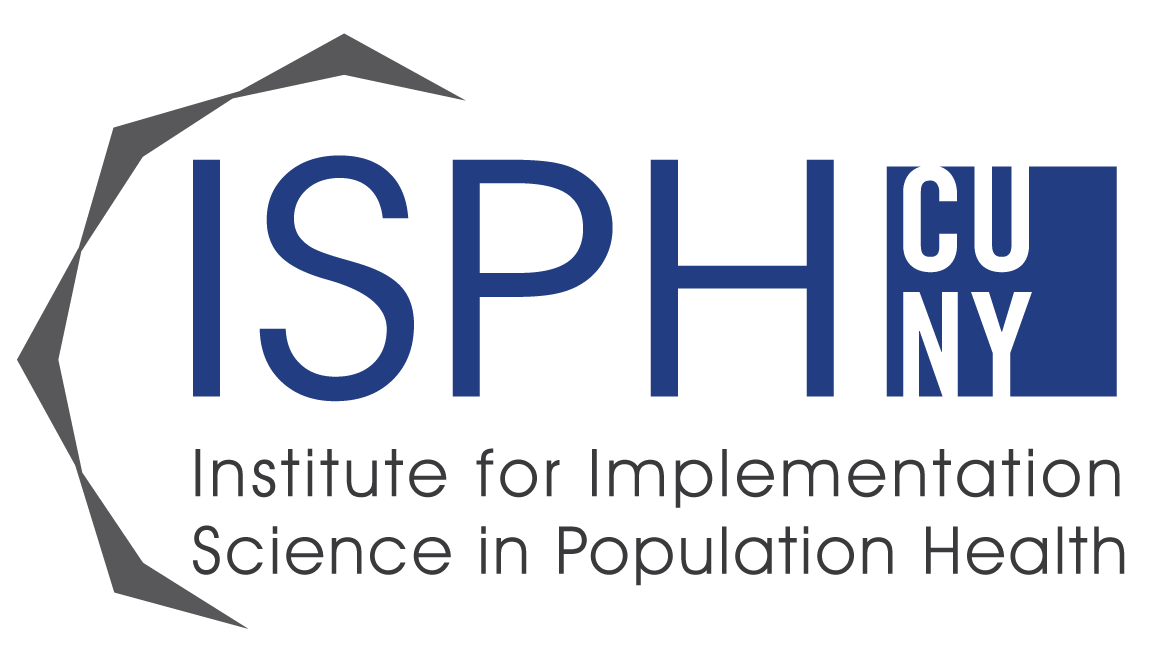 ISPH
CU
NY
Institute for Implementation
Science in Population Health